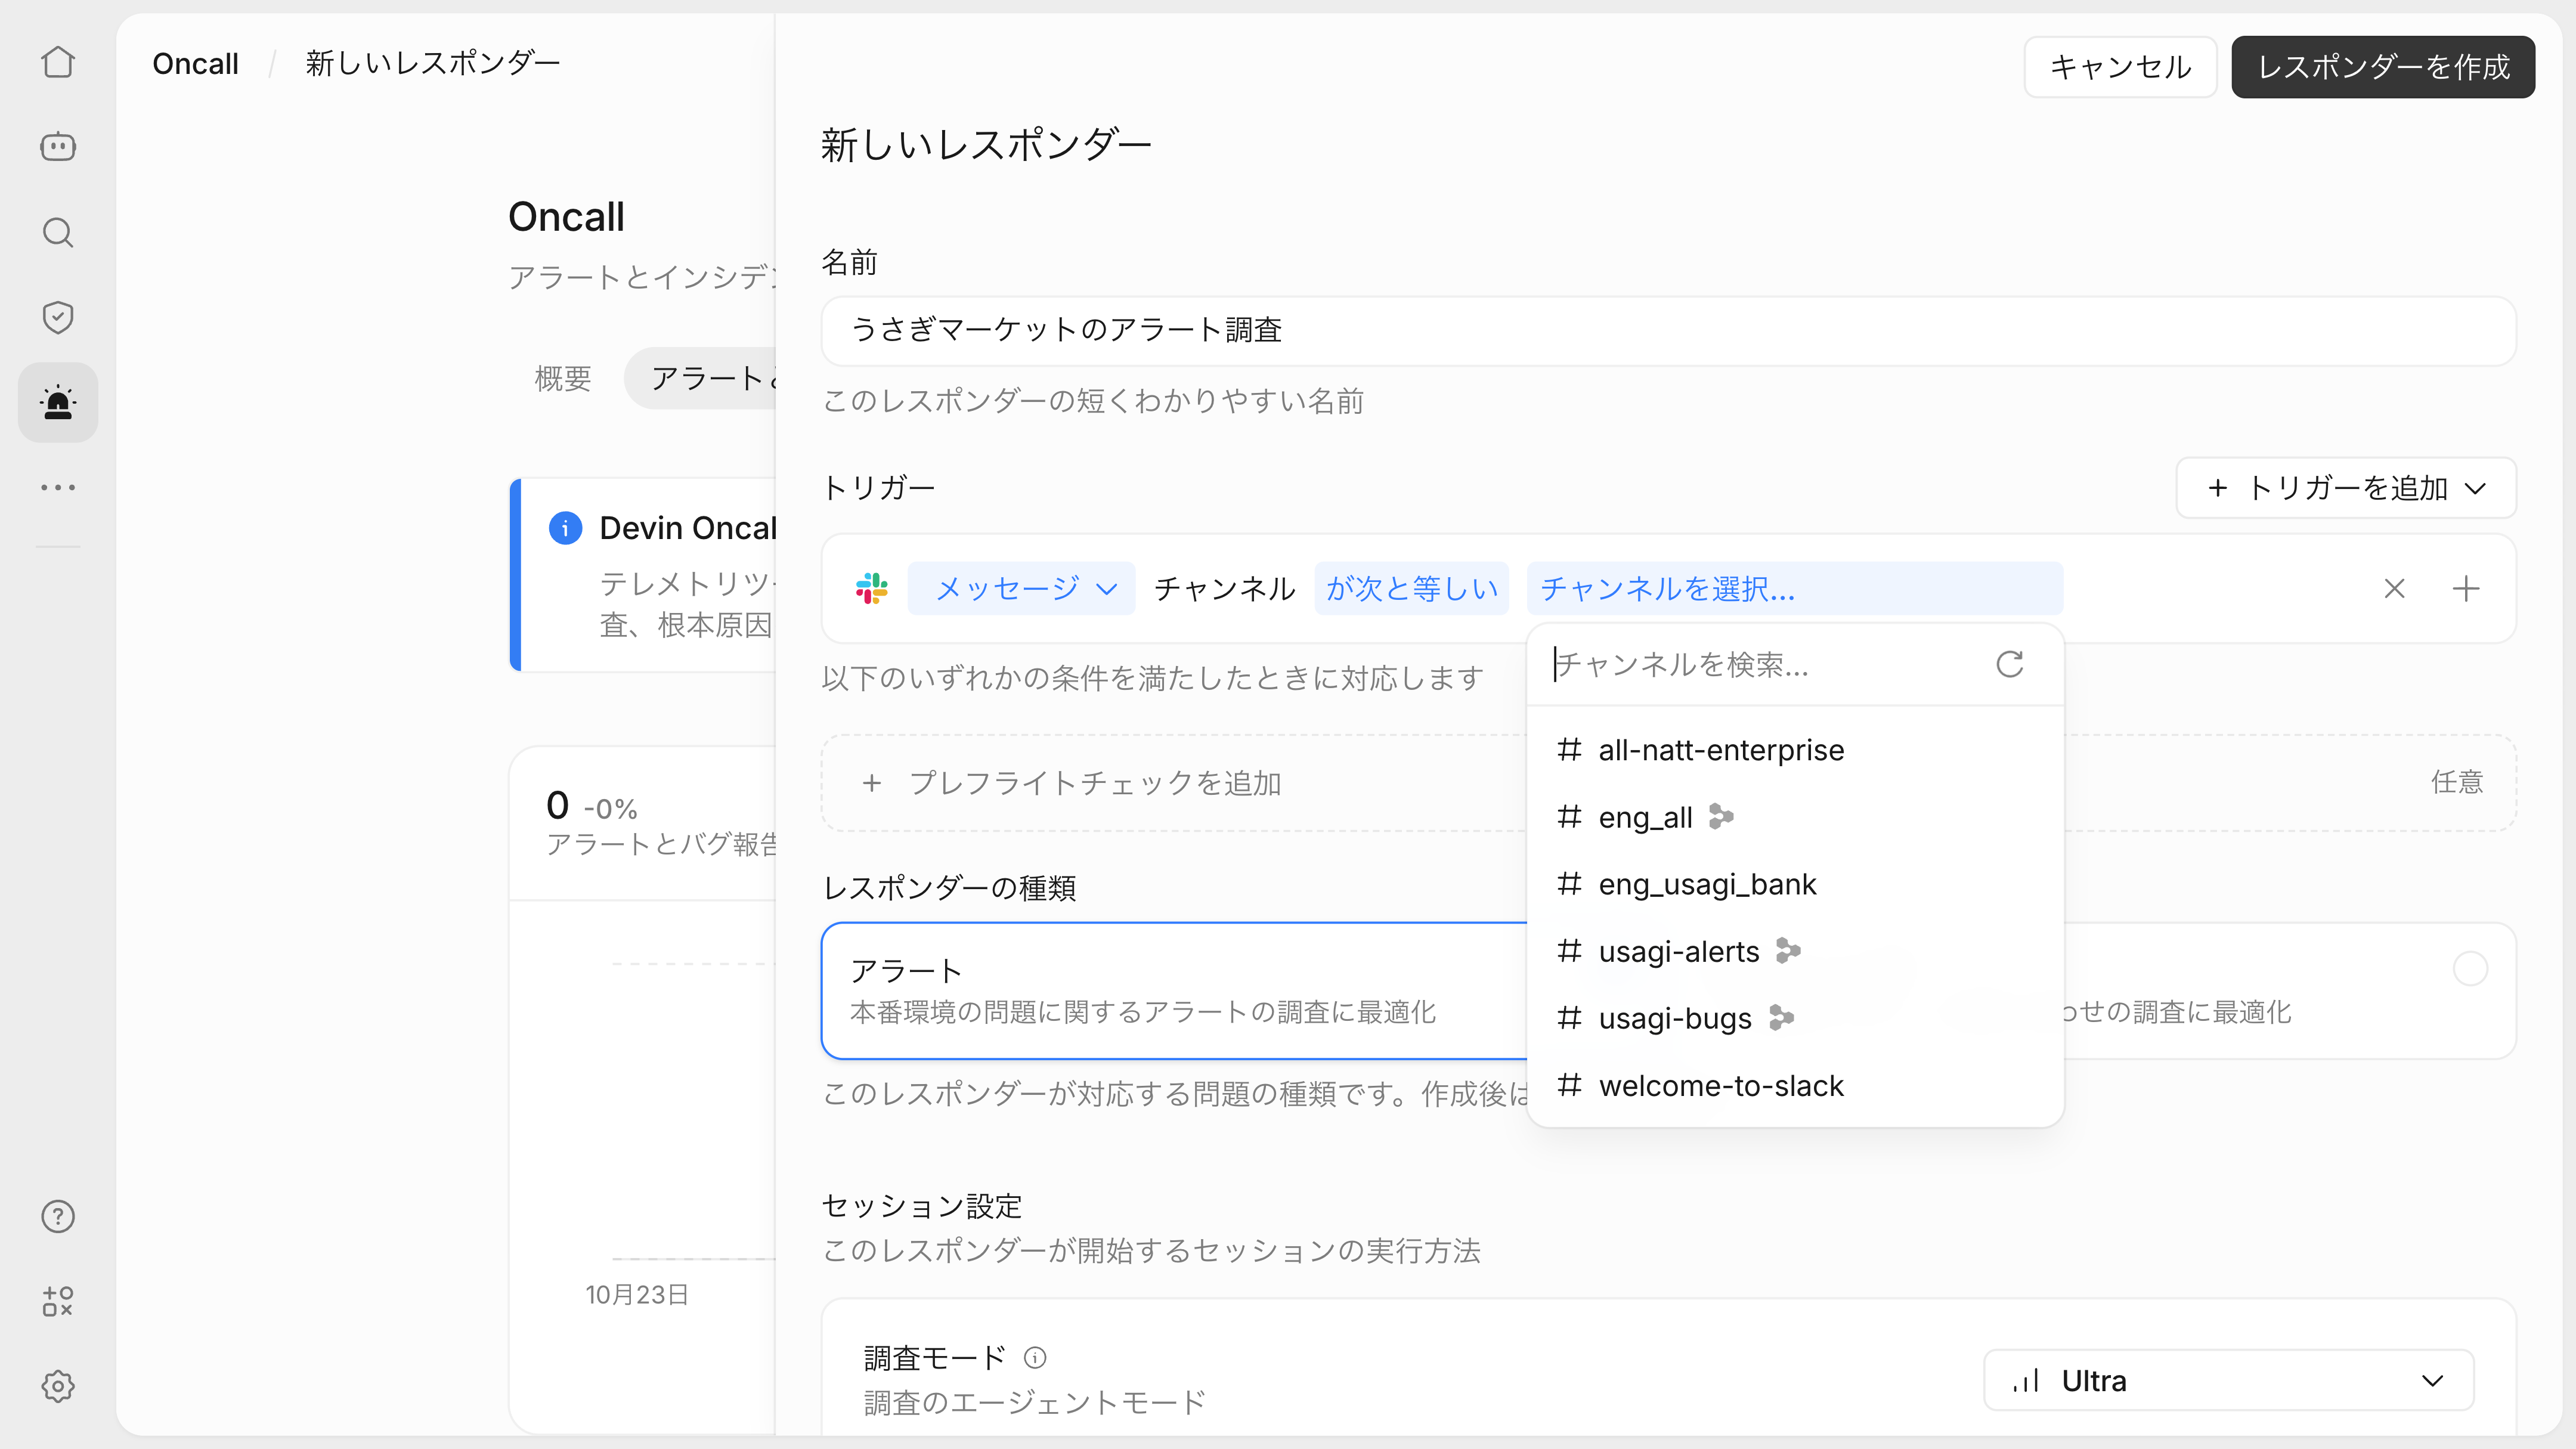 Oncall / 新しいレスポンダー
キャンセル
レスポンダーを作成
Oncall
アラートとインシデ
概要
アラート
Devin Oncal
テレメトリツ
査、根本原因
0 -0%
アラートとバグ報告
10月23日
新しいレスポンダー
名前
うさぎマーケットのアラート調査
このレスポンダーの短くわかりやすい名前
トリガー
+ トリガーを追加
メッセージ チャンネル が次と等しい チャンネルを選択...
以下のいずれかの条件を満たしたときに対応します
チャンネルを検索...
# all-natt-enterprise
# eng_all
# eng_usagi_bank
# usagi-alerts
# usagi-bugs
# welcome-to-slack
+ プレフライトチェックを追加
任意
レスポンダーの種類
アラート
本番環境の問題に関するアラートの調査に最適化
わせの調査に最適化
このレスポンダーが対応する問題の種類です。作成後は
セッション設定
このレスポンダーが開始するセッションの実行方法
調査モード
調査のエージェントモード
Ultra